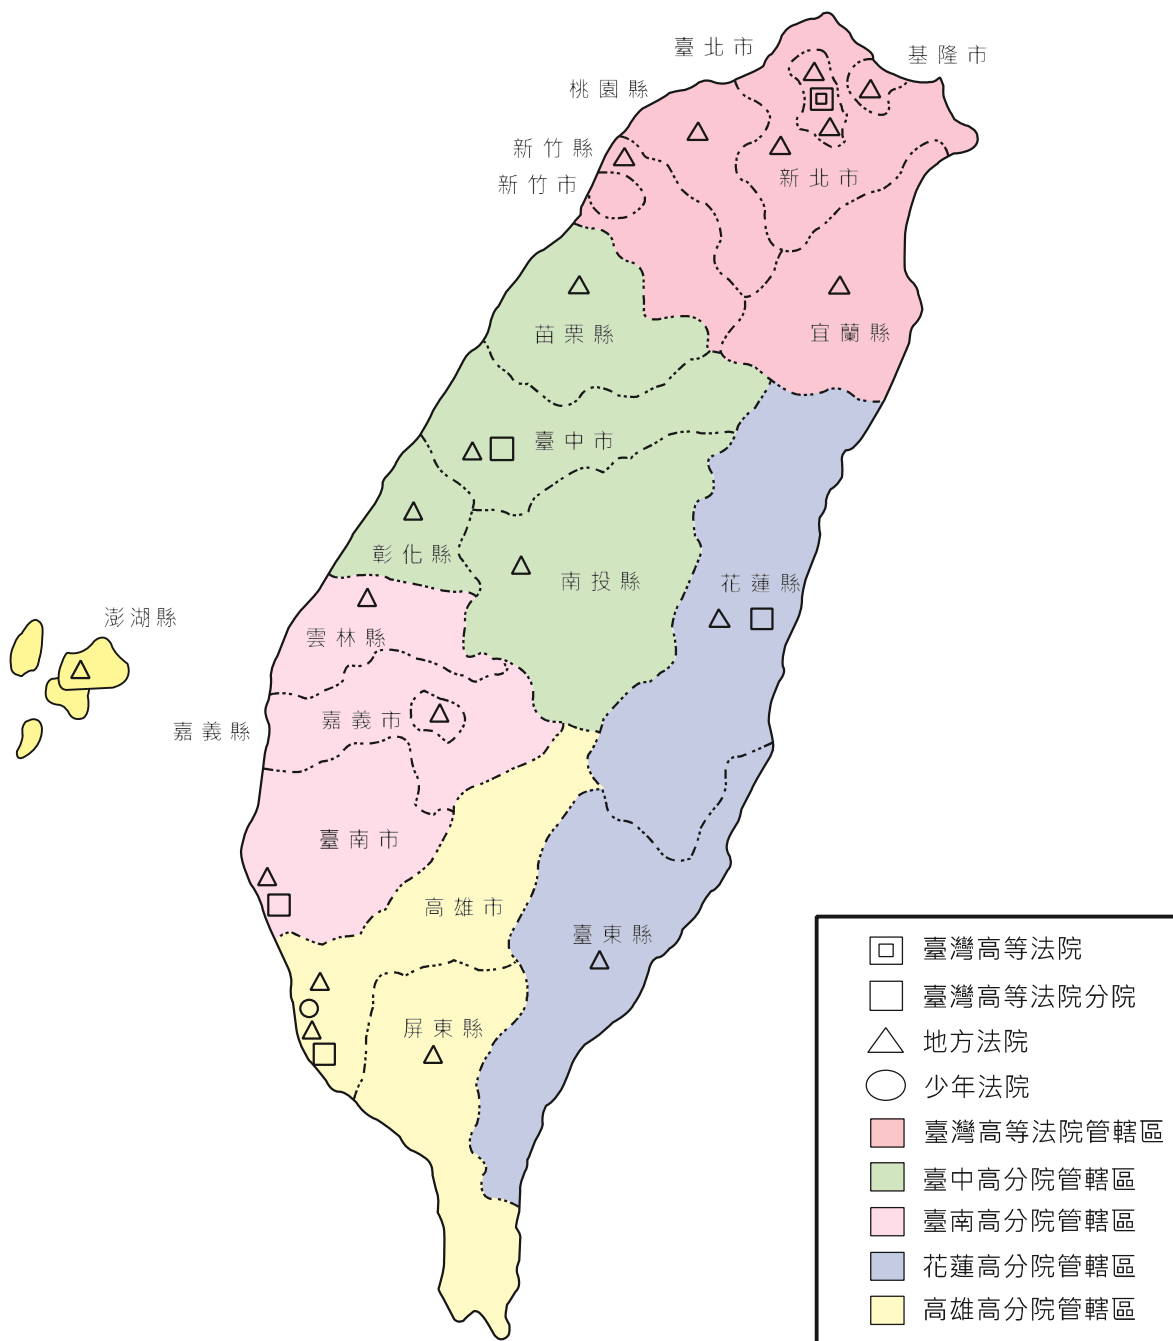 臺北市
基隆市
桃園縣
新竹縣
新竹市
新北市
苗栗縣
宜蘭縣
臺中市
彰化縣
南投縣
花蓮縣
澎湖縣
雲林縣
嘉義市
嘉義縣
臺南市
高雄市
臺東縣
屏東縣
臺灣高等法院
臺灣高等法院分院
地方法院
少年法院
臺灣高等法院管轄區
臺中高分院管轄區
臺南高分院管轄區
花蓮高分院管轄區
高雄高分院管轄區